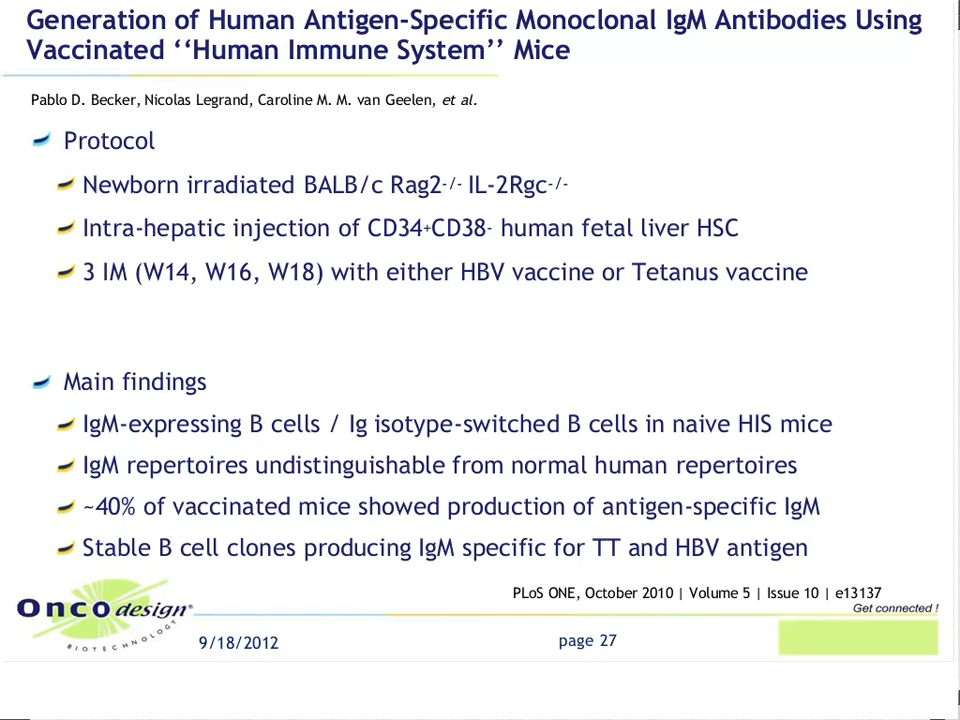 Generation of Human Antigen-Specific Monoclonal IgM Antibodies Using
Vaccinated ‘‘Human Immune System’’ Mice
Pablo D. Becker, Nicolas Legrand, Caroline M. M. van Geelen, et al.
Protocol
Newborn irradiated BALB/c Rag2-/- IL-2Rgc-/-
Intra-hepatic injection of CD34+CD38- human fetal liver HSC
3 IM (W14, W16, W18) with either HBV vaccine or Tetanus vaccine
Main findings
IgM-expressing B cells / Ig isotype-switched B cells in naive HIS mice
IgM repertoires undistinguishable from normal human repertoires
~40% of vaccinated mice showed production of antigen-specific IgM
Stable B cell clones producing IgM specific for TT and HBV antigen
PLoS ONE, October 2010 | Volume 5 | Issue 10 | e13137
Get connected !
Oncodesign®
BIOTECHNOLOGY
9/18/2012
page 27